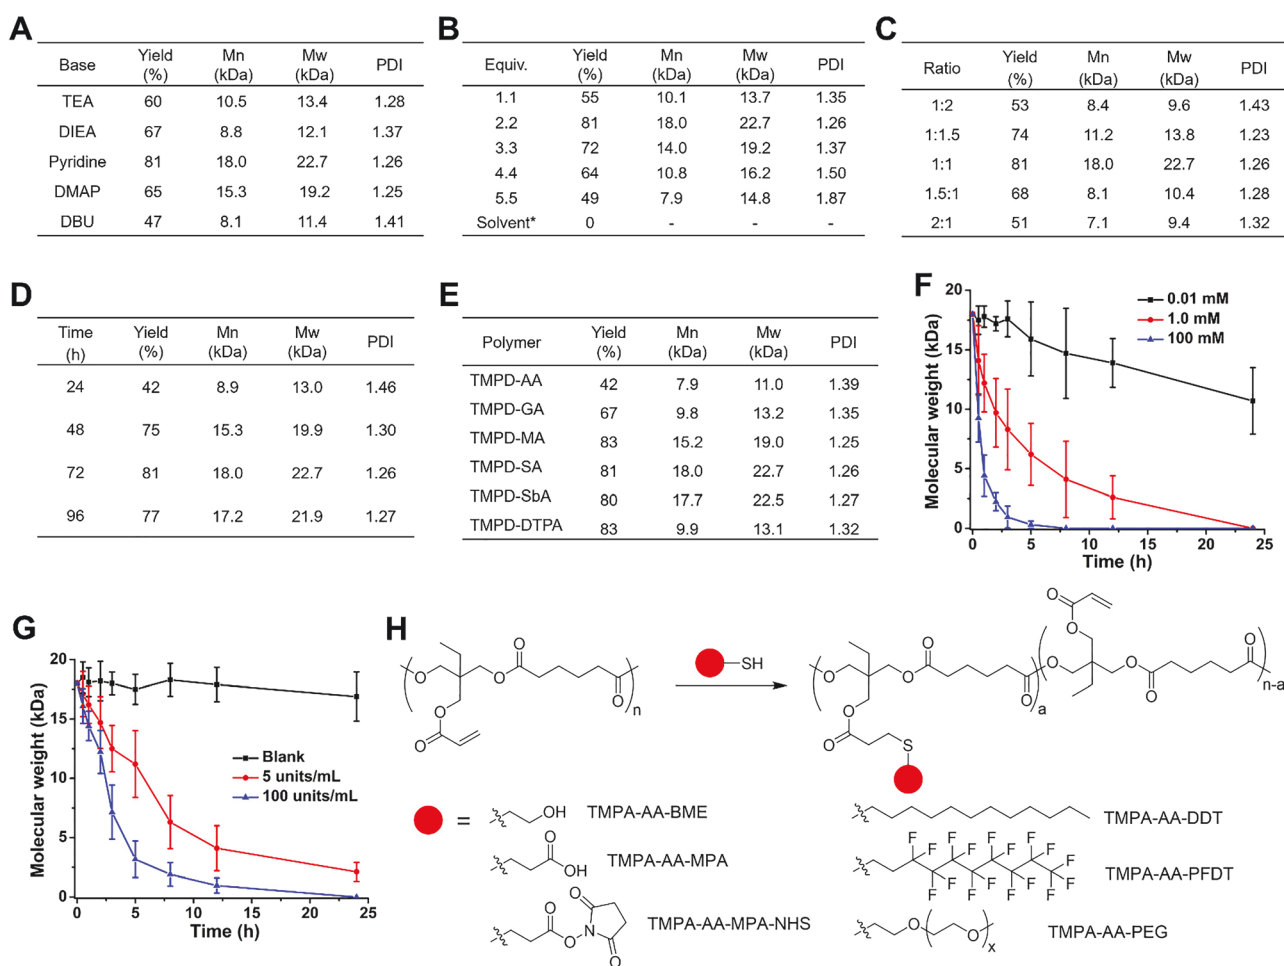 A
Base Yield (%) Mn (kDa) Mw (kDa) PDI
TEA 60 10.5 13.4 1.28
DIEA 67 8.8 12.1 1.37
Pyridine 81 18.0 22.7 1.26
DMAP 65 15.3 19.2 1.25
DBU 47 8.1 11.4 1.41
B
Equiv. Yield (%) Mn (kDa) Mw (kDa) PDI
1.1 55 10.1 13.7 1.35
2.2 81 18.0 22.7 1.26
3.3 72 14.0 19.2 1.37
4.4 64 10.8 16.2 1.50
5.5 49 7.9 14.8 1.87
Solvent* 0 - - -
C
Ratio Yield (%) Mn (kDa) Mw (kDa) PDI
1:2 53 8.4 9.6 1.43
1:1.5 74 11.2 13.8 1.23
1:1 81 18.0 22.7 1.26
1.5:1 68 8.1 10.4 1.28
2:1 51 7.1 9.4 1.32
D
Time (h) Yield (%) Mn (kDa) Mw (kDa) PDI
24 42 8.9 13.0 1.46
48 75 15.3 19.9 1.30
72 81 18.0 22.7 1.26
96 77 17.2 21.9 1.27
E
Polymer Yield (%) Mn (kDa) Mw (kDa) PDI
TMPD-AA 42 7.9 11.0 1.39
TMPD-GA 67 9.8 13.2 1.35
TMPD-MA 83 15.2 19.0 1.25
TMPD-SA 81 18.0 22.7 1.26
TMPD-SbA 80 17.7 22.5 1.27
TMPD-DTPA 83 9.9 13.1 1.32
F
Molecular weight (kDa)
20
15
10
5
0
0.01 mM
1.0 mM
100 mM
0 5 10 15 20 25
Time (h)
G
Molecular weight (kDa)
20
15
10
5
0
Blank
5 units/mL
100 units/mL
0 5 10 15 20 25
Time (h)
H
O O O O O O n
SH
O O O O O O S a
O O O O O O n-a
= OH TMPA-AA-BME
O OH TMPA-AA-MPA
O O N O O TMPA-AA-MPA-NHS
TMPA-AA-DDT
F F F F F F F F F F F F F F F F F TMPA-AA-PFDT
O O x TMPA-AA-PEG